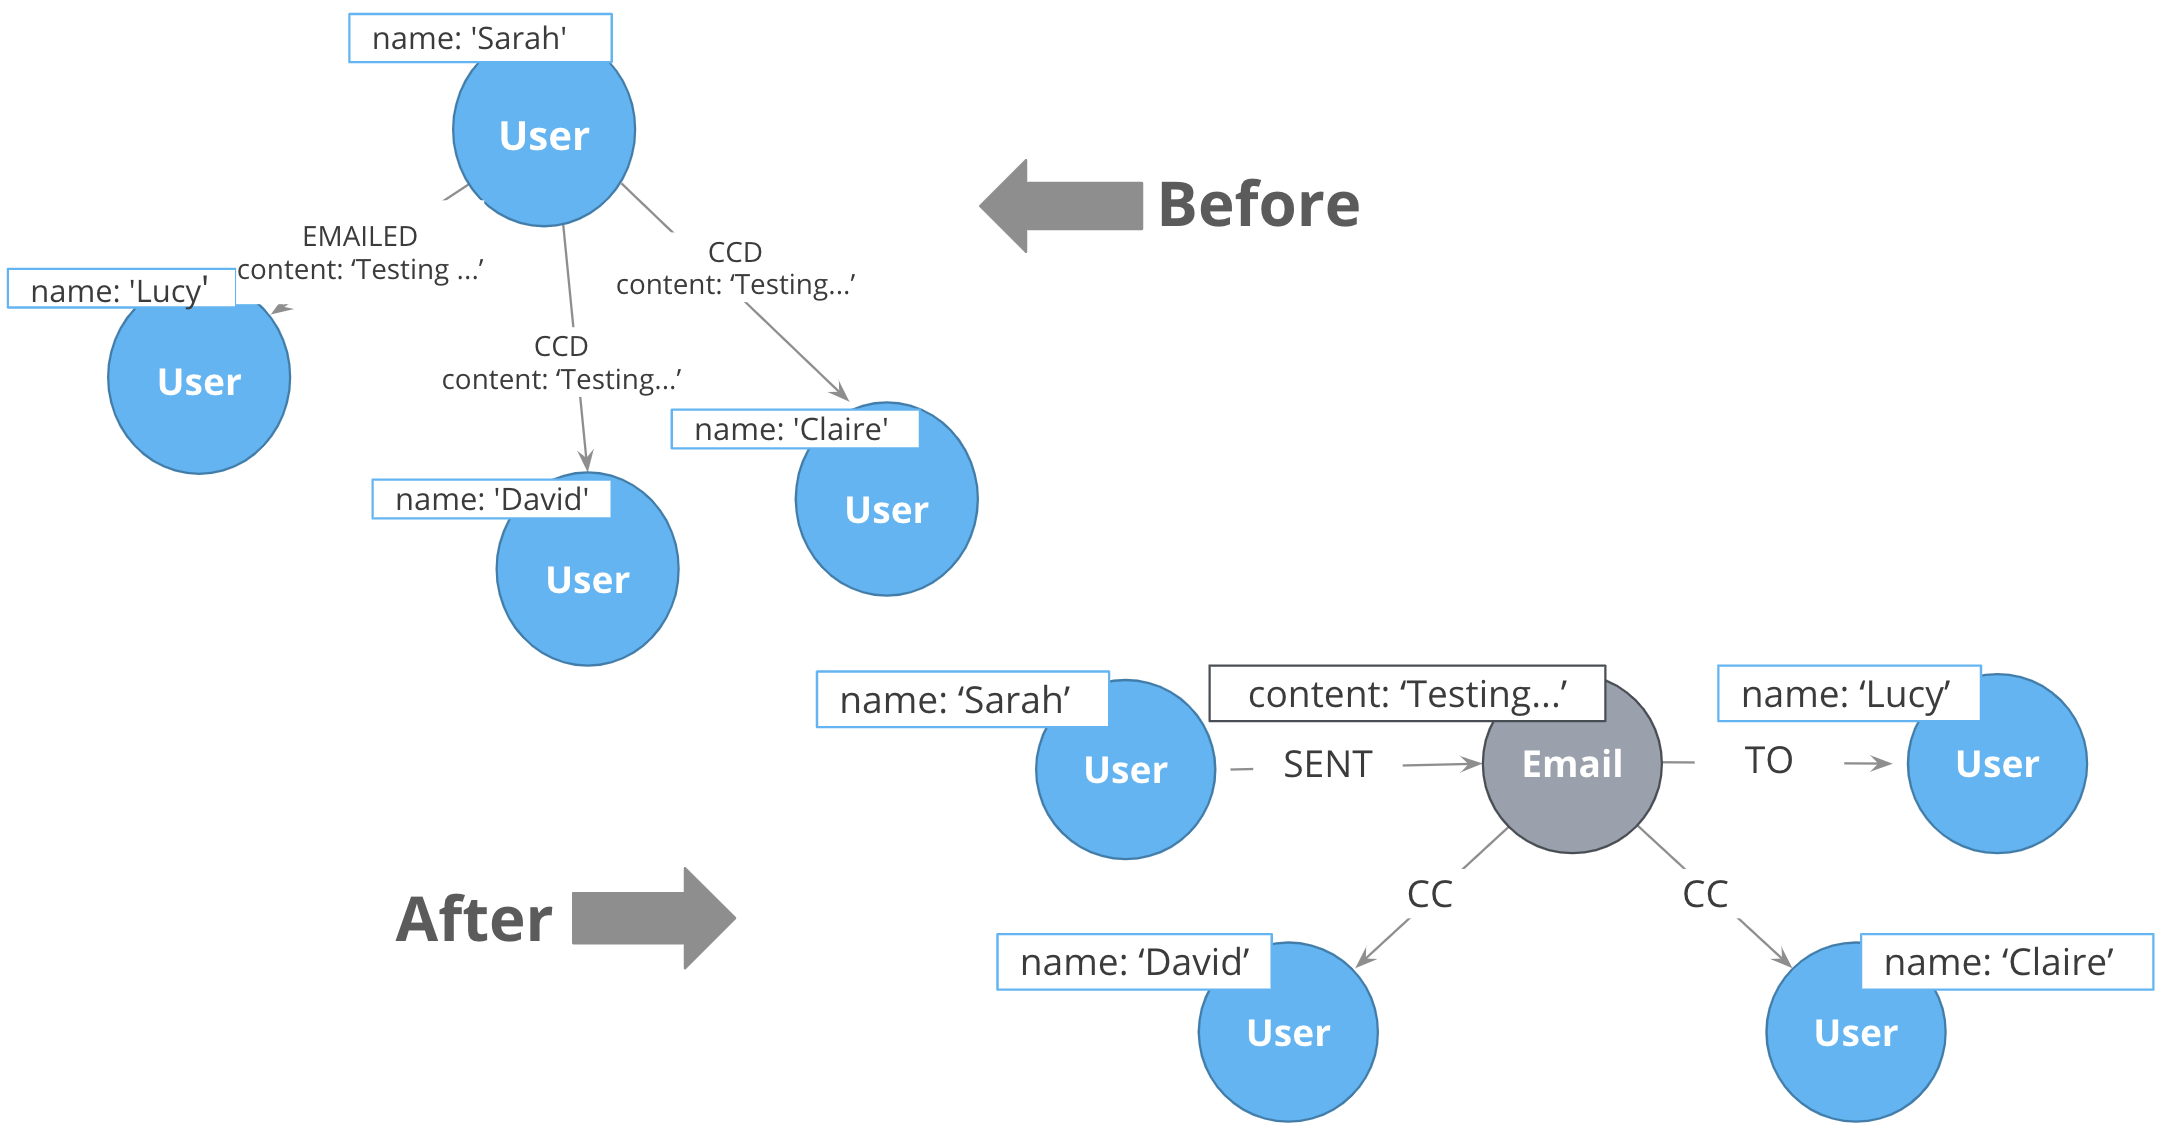 name: 'Sarah'
User
Before
EMAILED
content: ‘Testing ...’
CCD
content: ‘Testing...’
name: 'Lucy'
User
CCD
content: ‘Testing...’
name: 'Claire'
User
name: 'David'
User
name: ‘Sarah’
User
SENT
content: ‘Testing...’
Email
TO
name: ‘Lucy’
User
After
CC
CC
name: ‘David’
User
name: ‘Claire’
User